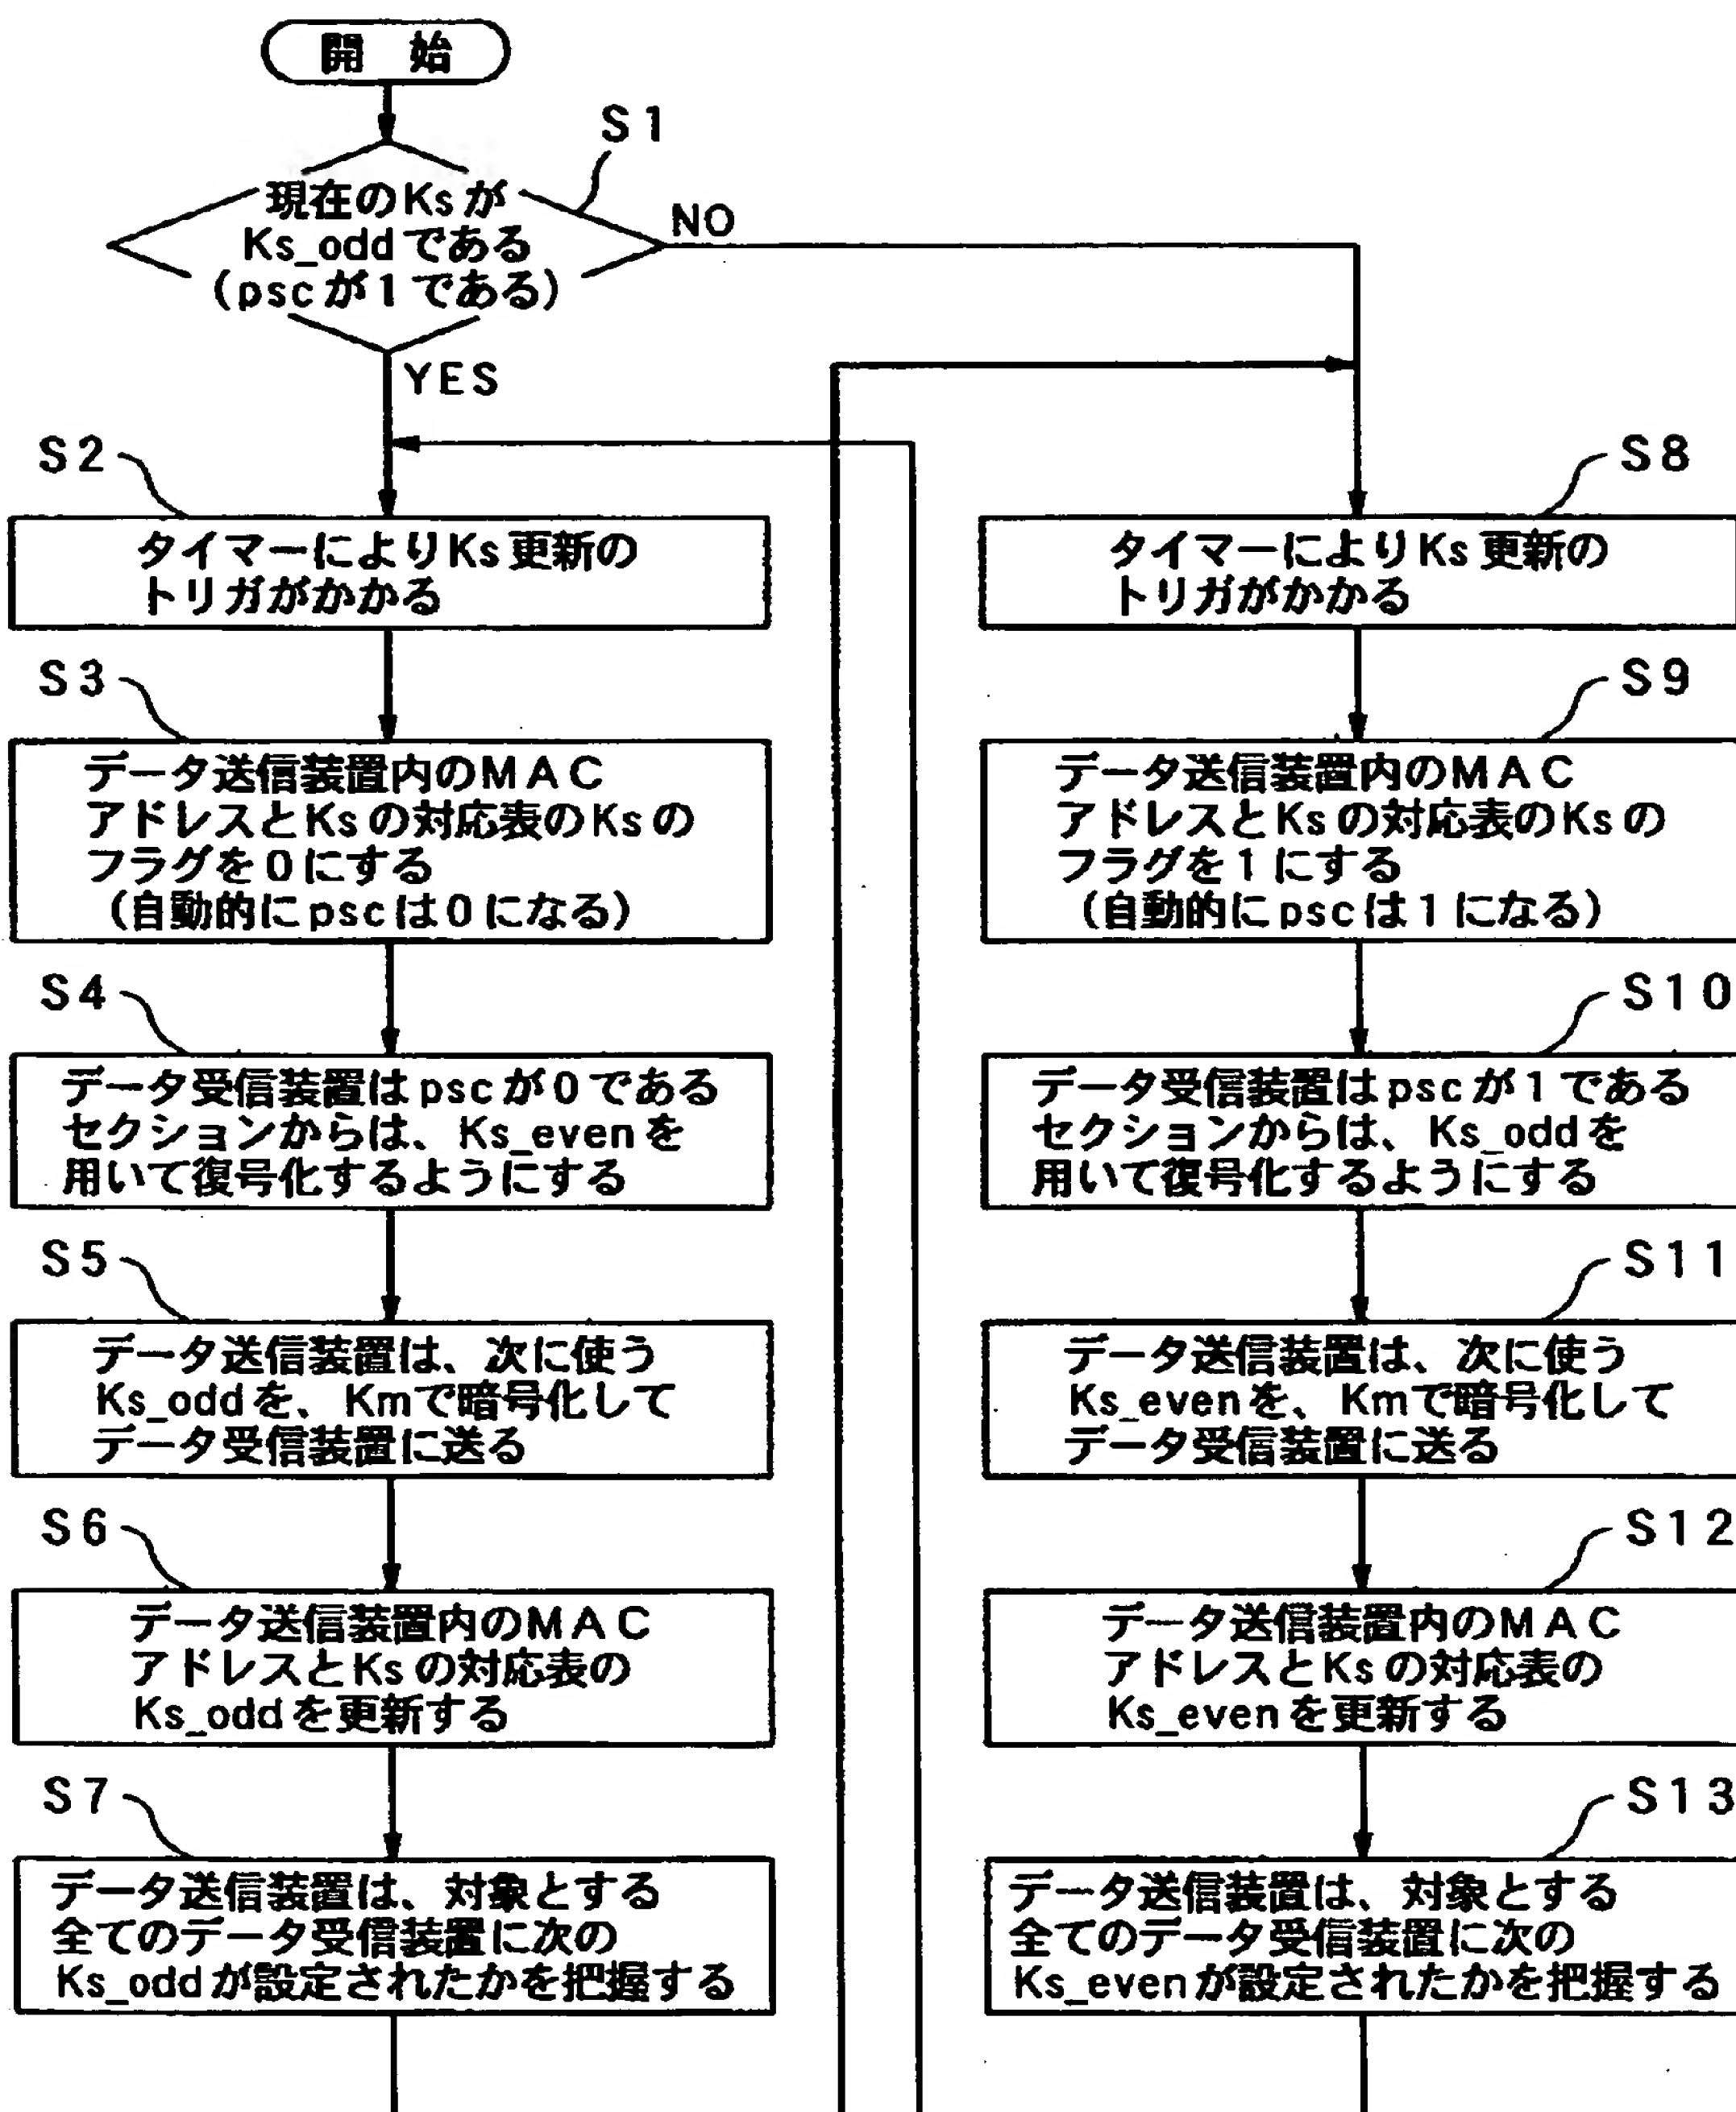 開 始
S1
現在のKsが
Ks_oddである
(pscが1である)
NO
YES
S2
タイマーによりKs更新の
トリガがかかる
S3
データ送信装置内のMAC
アドレスとKsの対応表のKsの
フラグを0にする
(自動的にpscは0になる)
S4
データ受信装置はpscが0である
セクションからは、Ks_evenを
用いて復号化するようにする
S5
データ送信装置は、次に使う
Ks_oddを、Kmで暗号化して
データ受信装置に送る
S6
データ送信装置内のMAC
アドレスとKsの対応表の
Ks_oddを更新する
S7
データ送信装置は、対象とする
全てのデータ受信装置に次の
Ks_oddが設定されたかを把握する
S8
タイマーによりKs更新の
トリガがかかる
S9
データ送信装置内のMAC
アドレスとKsの対応表のKsの
フラグを1にする
(自動的にpscは1になる)
S10
データ受信装置はpscが1である
セクションからは、Ks_oddを
用いて復号化するようにする
S11
データ送信装置は、次に使う
Ks_evenを、Kmで暗号化して
データ受信装置に送る
S12
データ送信装置内のMAC
アドレスとKsの対応表の
Ks_evenを更新する
S13
データ送信装置は、対象とする
全てのデータ受信装置に次の
Ks_evenが設定されたかを把握する